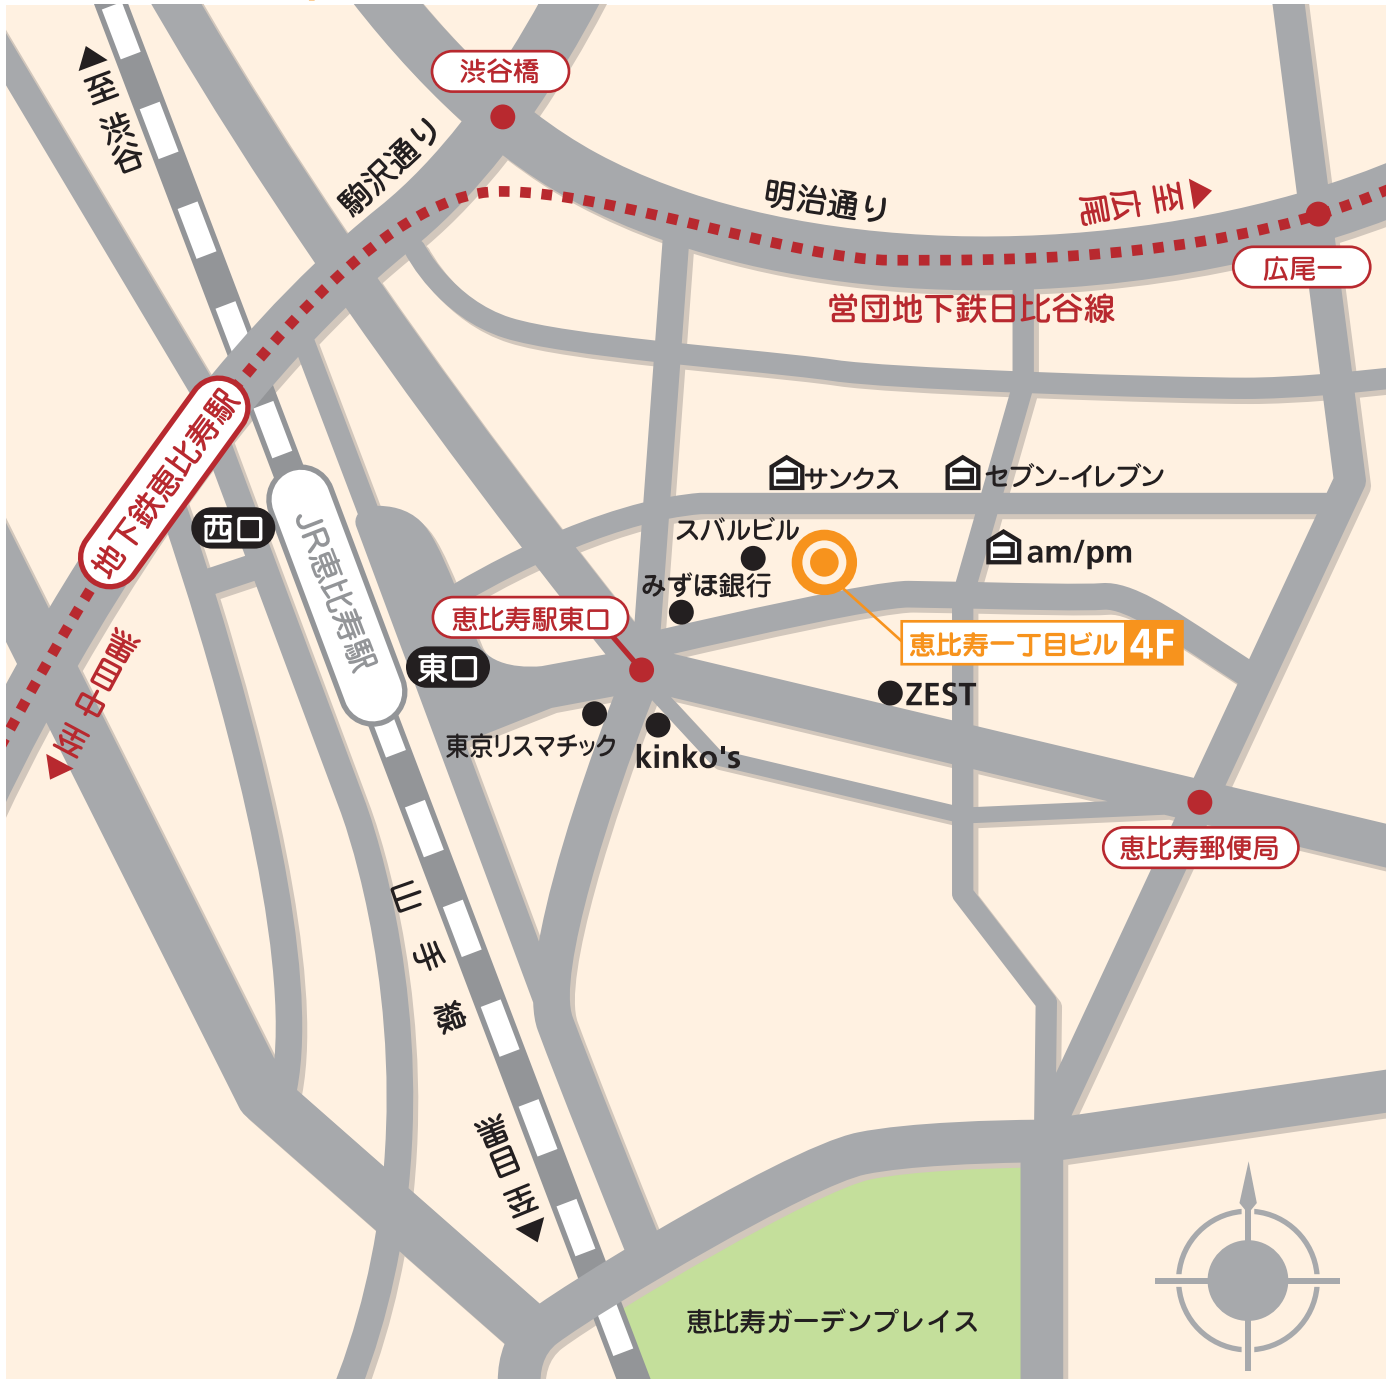 渋谷橋
至 渋谷
駒沢通り
明治通り
至 広尾
広尾一
営団地下鉄日比谷線
地下鉄恵比寿駅
サンクス
セブン-イレブン
西口
JR恵比寿駅
スバルビル
am/pm
みずほ銀行
恵比寿駅東口
恵比寿一丁目ビル 4F
東口
至 中目黒
ZEST
東京リスマチック
kinko's
恵比寿郵便局
山手線
至 目黒
恵比寿ガーデンプレイス